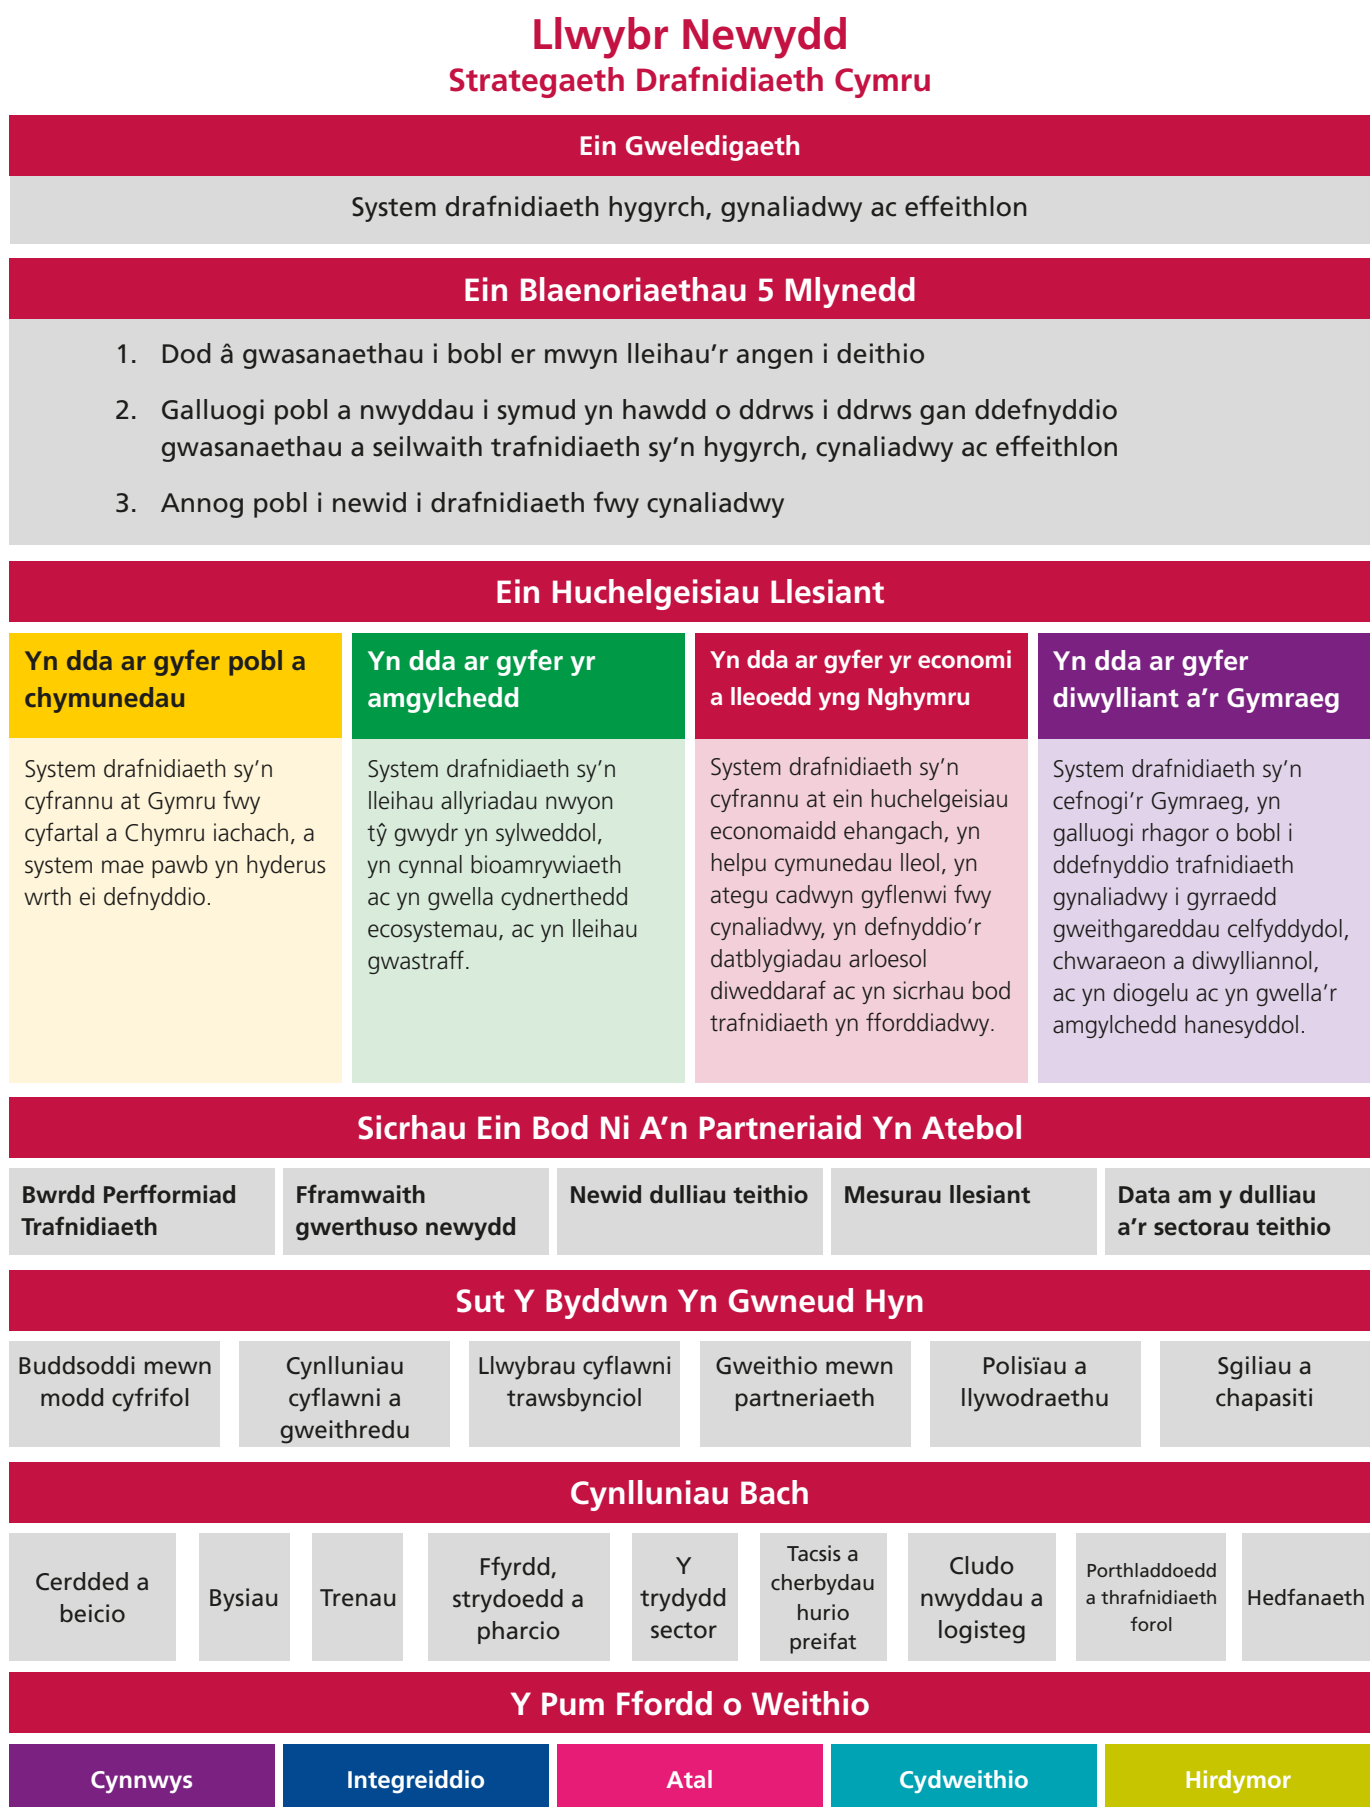 Llwybr Newydd
Strategaeth Drafnidiaeth Cymru
Ein Gweledigaeth
System drafnidiaeth hygyrch, gynaliadwy ac effeithlon
Ein Blaenoriaethau 5 Mlynedd
1. Dod â gwasanaethau i bobl er mwyn lleihau’r angen i deithio
2. Galluogi pobl a nwyddau i symud yn hawdd o ddrws i ddrws gan ddefnyddio
gwasanaethau a seilwaith trafnidiaeth sy’n hygyrch, cynaliadwy ac effeithlon
3. Annog pobl i newid i drafnidiaeth fwy cynaliadwy
Ein Huchelgeisiau Llesiant
Yn dda ar gyfer pobl a
chymunedau
System drafnidiaeth sy’n
cyfrannu at Gymru fwy
cyfartal a Chymru iachach, a
system mae pawb yn hyderus
wrth ei defnyddio.
Yn dda ar gyfer yr
amgylchedd
System drafnidiaeth sy’n
lleihau allyriadau nwyon
tŷ gwydr yn sylweddol,
yn cynnal bioamrywiaeth
ac yn gwella cydnerthedd
ecosystemau, ac yn lleihau
gwastraff.
Yn dda ar gyfer yr economi
a lleoedd yng Nghymru
System drafnidiaeth sy’n
cyfrannu at ein huchelgeisiau
economaidd ehangach, yn
helpu cymunedau lleol, yn
ategu cadwyn gyflenwi fwy
cynaliadwy, yn defnyddio’r
datblygiadau arloesol
diweddaraf ac yn sicrhau bod
trafnidiaeth yn fforddiadwy.
Yn dda ar gyfer
diwylliant a’r Gymraeg
System drafnidiaeth sy’n
cefnogi’r Gymraeg, yn
galluogi rhagor o bobl i
ddefnyddio trafnidiaeth
gynaliadwy i gyrraedd
gweithgareddau celfyddydol,
chwaraeon a diwylliannol,
ac yn diogelu ac yn gwella’r
amgylchedd hanesyddol.
Sicrhau Ein Bod Ni A’n Partneriaid Yn Atebol
Bwrdd Perfformiad
Trafnidiaeth
Fframwaith
gwerthuso newydd
Newid dulliau teithio
Mesurau llesiant
Data am y dulliau
a’r sectorau teithio
Sut Y Byddwn Yn Gwneud Hyn
Buddsoddi mewn
modd cyfrifol
Cynlluniau
cyflawni a
gweithredu
Llwybrau cyflawni
trawsbynciol
Gweithio mewn
partneriaeth
Polisïau a
llywodraethu
Sgiliau a
chapasiti
Cynlluniau Bach
Cerdded a
beicio
Bysiau
Trenau
Ffyrdd,
strydoedd a
pharcio
Y
trydydd
sector
Tacsis a
cherbydau
hurio
preifat
Cludo
nwyddau a
logisteg
Porthladdoedd
a thrafnidiaeth
forol
Hedfanaeth
Y Pum Ffordd o Weithio
Cynnwys
Integreiddio
Atal
Cydweithio
Hirdymor